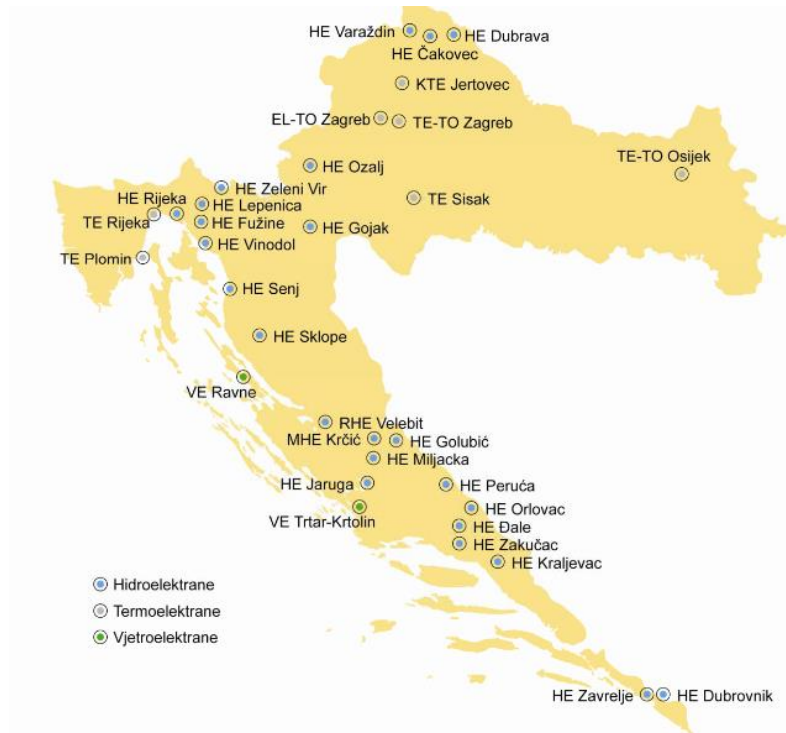 HE Varaždin
HE Dubrava
HE Čakovec
KTE Jertovec
EL-TO Zagreb
TE-TO Zagreb
TE-TO Osijek
HE Ozalj
HE Zeleni Vir
HE Rijeka
HE Lepenica
TE Sisak
TE Rijeka
HE Fužine
HE Gojak
HE Vinodol
TE Plomin
HE Senj
HE Sklope
VE Ravne
RHE Velebit
MHE Krčić
HE Golubić
HE Miljacka
HE Jaruga
HE Peruća
HE Orlovac
VE Trtar-Krtolin
HE Đale
HE Zakučac
HE Kraljevac
Hidroelektrane
Termoelektrane
Vjetroelektrane
HE Zavrelje
HE Dubrovnik